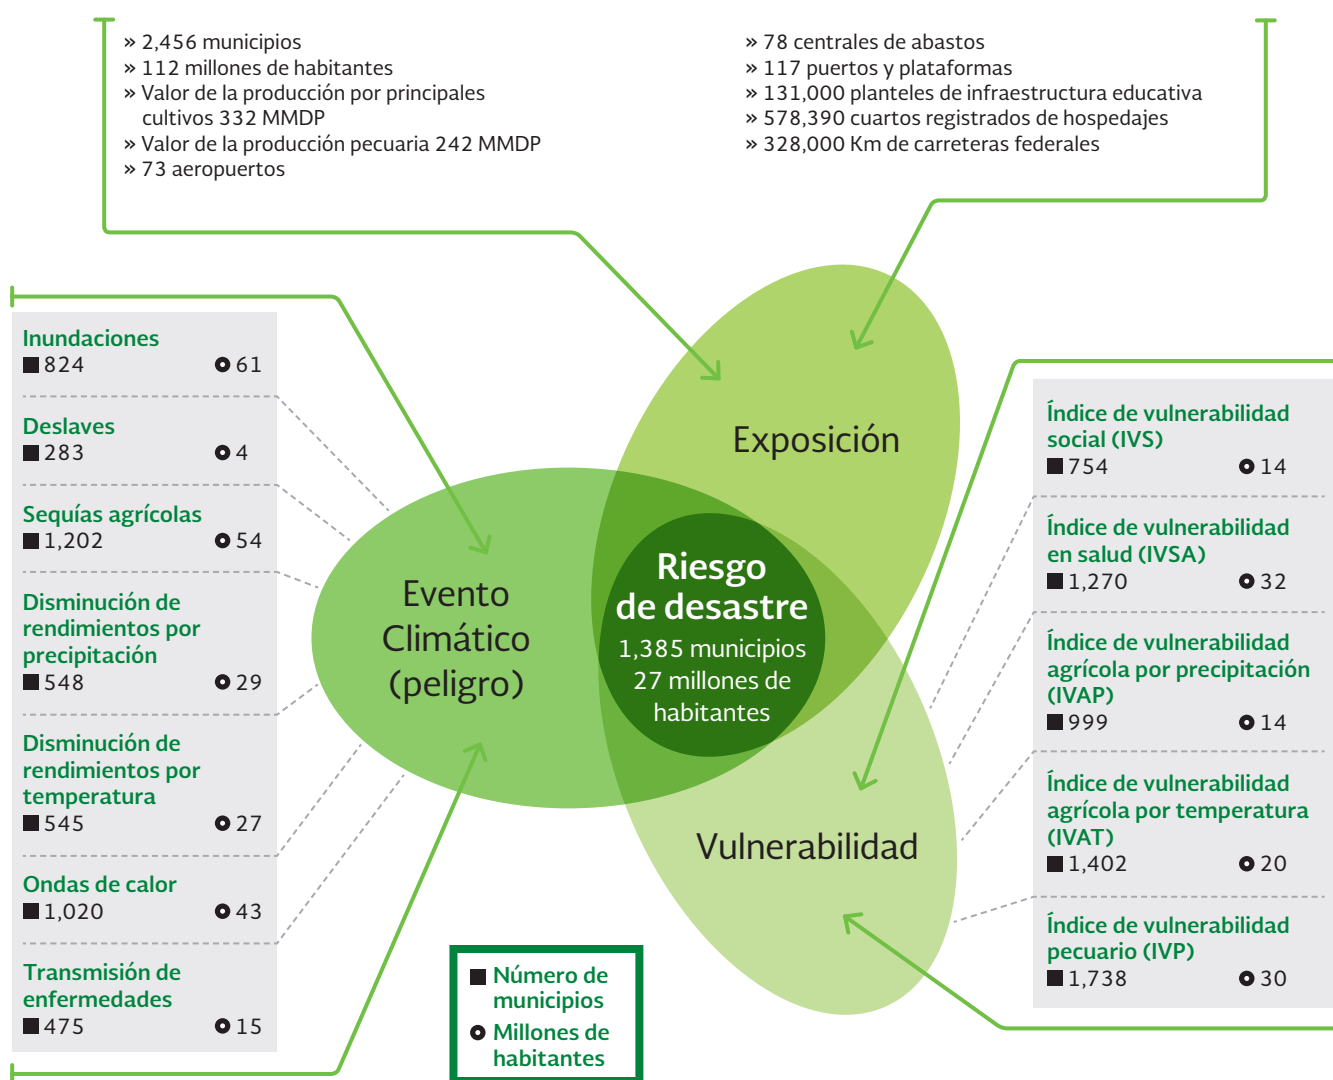 » 2,456 municipios
» 112 millones de habitantes
» Valor de la producción por principales
cultivos 332 MMDP
» Valor de la producción pecuaria 242 MMDP
» 73 aeropuertos
» 78 centrales de abastos
» 117 puertos y plataformas
» 131,000 planteles de infraestructura educativa
» 578,390 cuartos registrados de hospedajes
» 328,000 Km de carreteras federales
Inundaciones
824 61
Deslaves
283 4
Sequías agrícolas
1,202 54
Disminución de
rendimientos por
precipitación
548 29
Disminución de
rendimientos por
temperatura
545 27
Ondas de calor
1,020 43
Transmisión de
enfermedades
475 15
Exposición
Evento
Climático
(peligro)
Riesgo
de desastre
1,385 municipios
27 millones de
habitantes
Vulnerabilidad
Índice de vulnerabilidad
social (IVS)
754 14
Índice de vulnerabilidad
en salud (IVSA)
1,270 32
Índice de vulnerabilidad
agrícola por precipitación
(IVAP)
999 14
Índice de vulnerabilidad
agrícola por temperatura
(IVAT)
1,402 20
Índice de vulnerabilidad
pecuario (IVP)
1,738 30
Número de
municipios
Millones de
habitantes